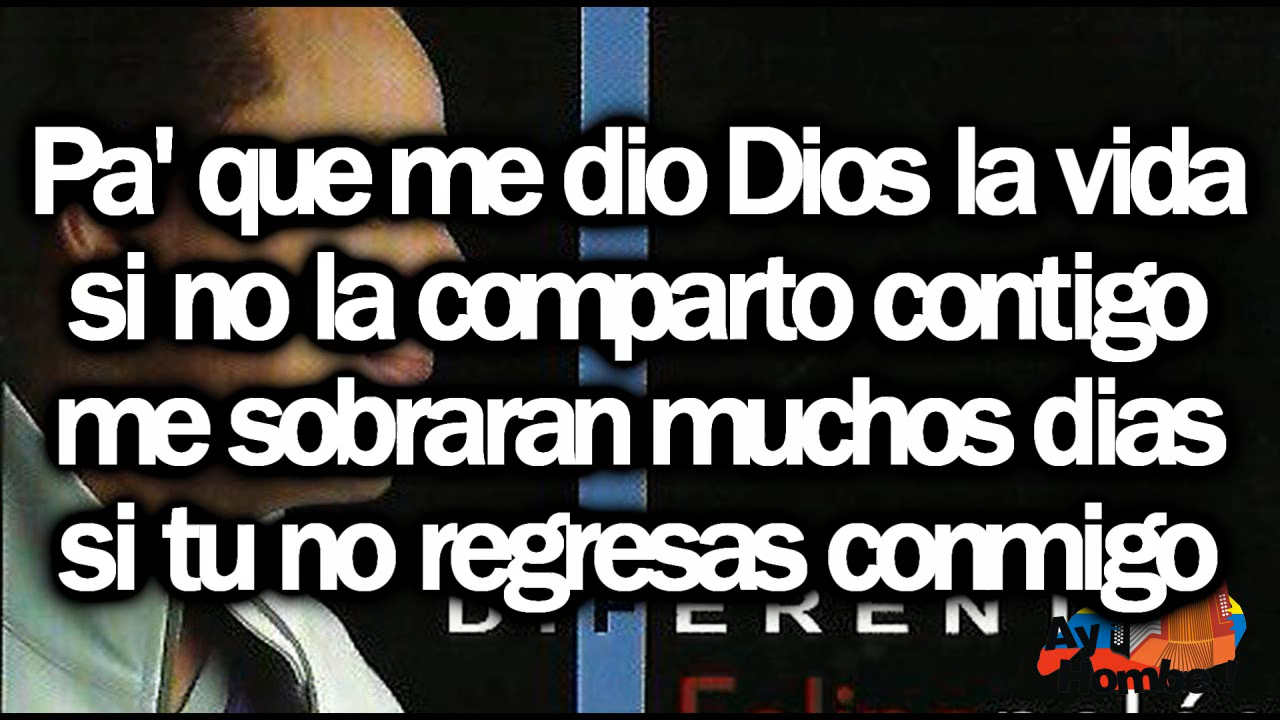 Pa' que me dio Dios la vida
si no la comparto contigo
me sobraran muchos dias
si tu no regresas conmigo
DIFERENT
Ay
Hombe!